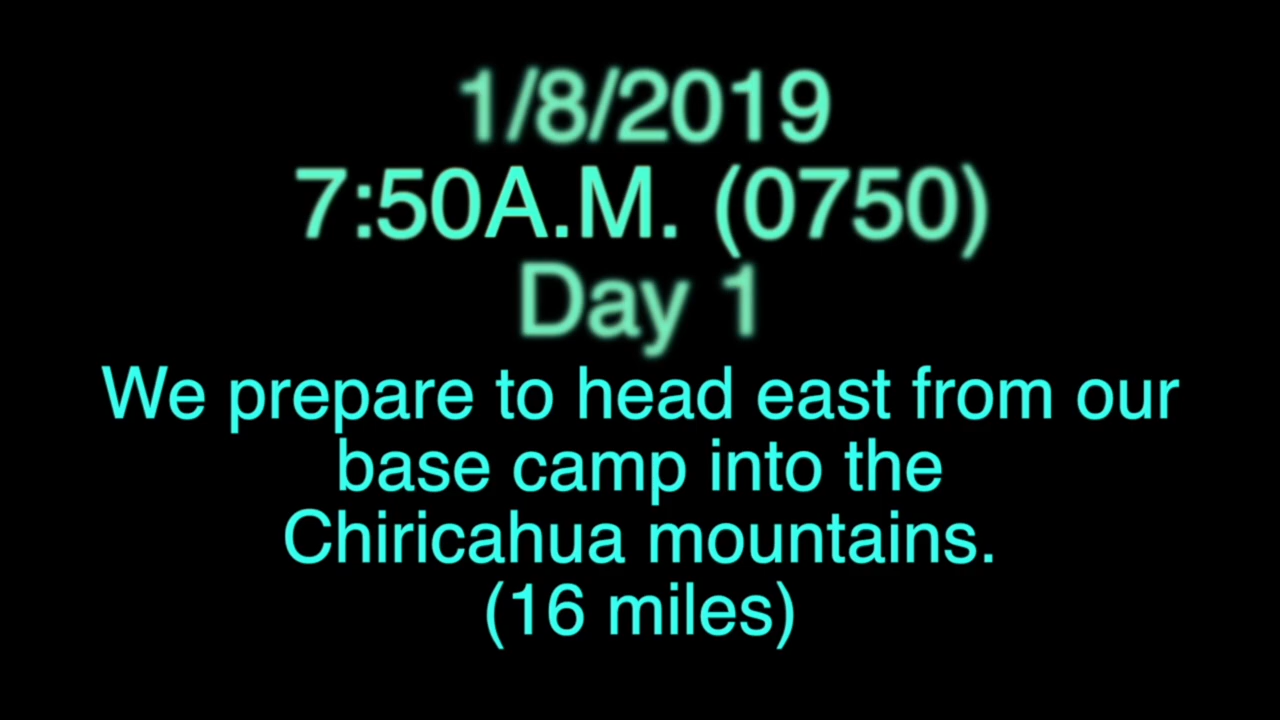 1/8/2019
7:50A.M. (0750)
Day 1
We prepare to head east from our
base camp into the
Chiricahua mountains.
(16 miles)